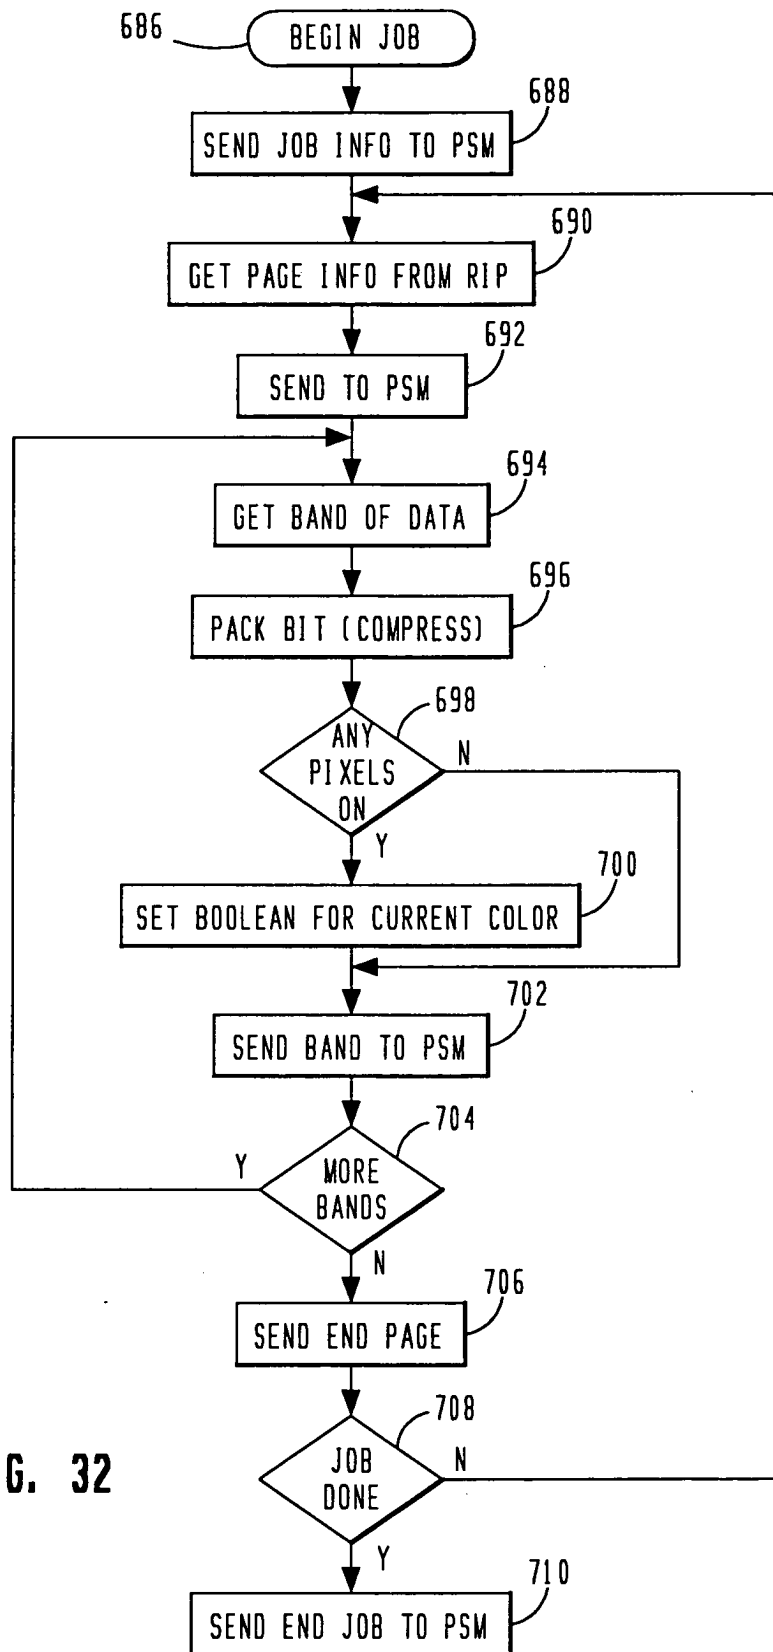 686
BEGIN JOB
688
SEND JOB INFO TO PSM
690
GET PAGE INFO FROM RIP
692
SEND TO PSM
694
GET BAND OF DATA
696
PACK BIT (COMPRESS)
698
ANY
PIXELS
ON
N
Y
700
SET BOOLEAN FOR CURRENT COLOR
702
SEND BAND TO PSM
704
Y
MORE
BANDS
N
706
SEND END PAGE
708
G. 32
JOB
DONE
N
Y
710
SEND END JOB TO PSM